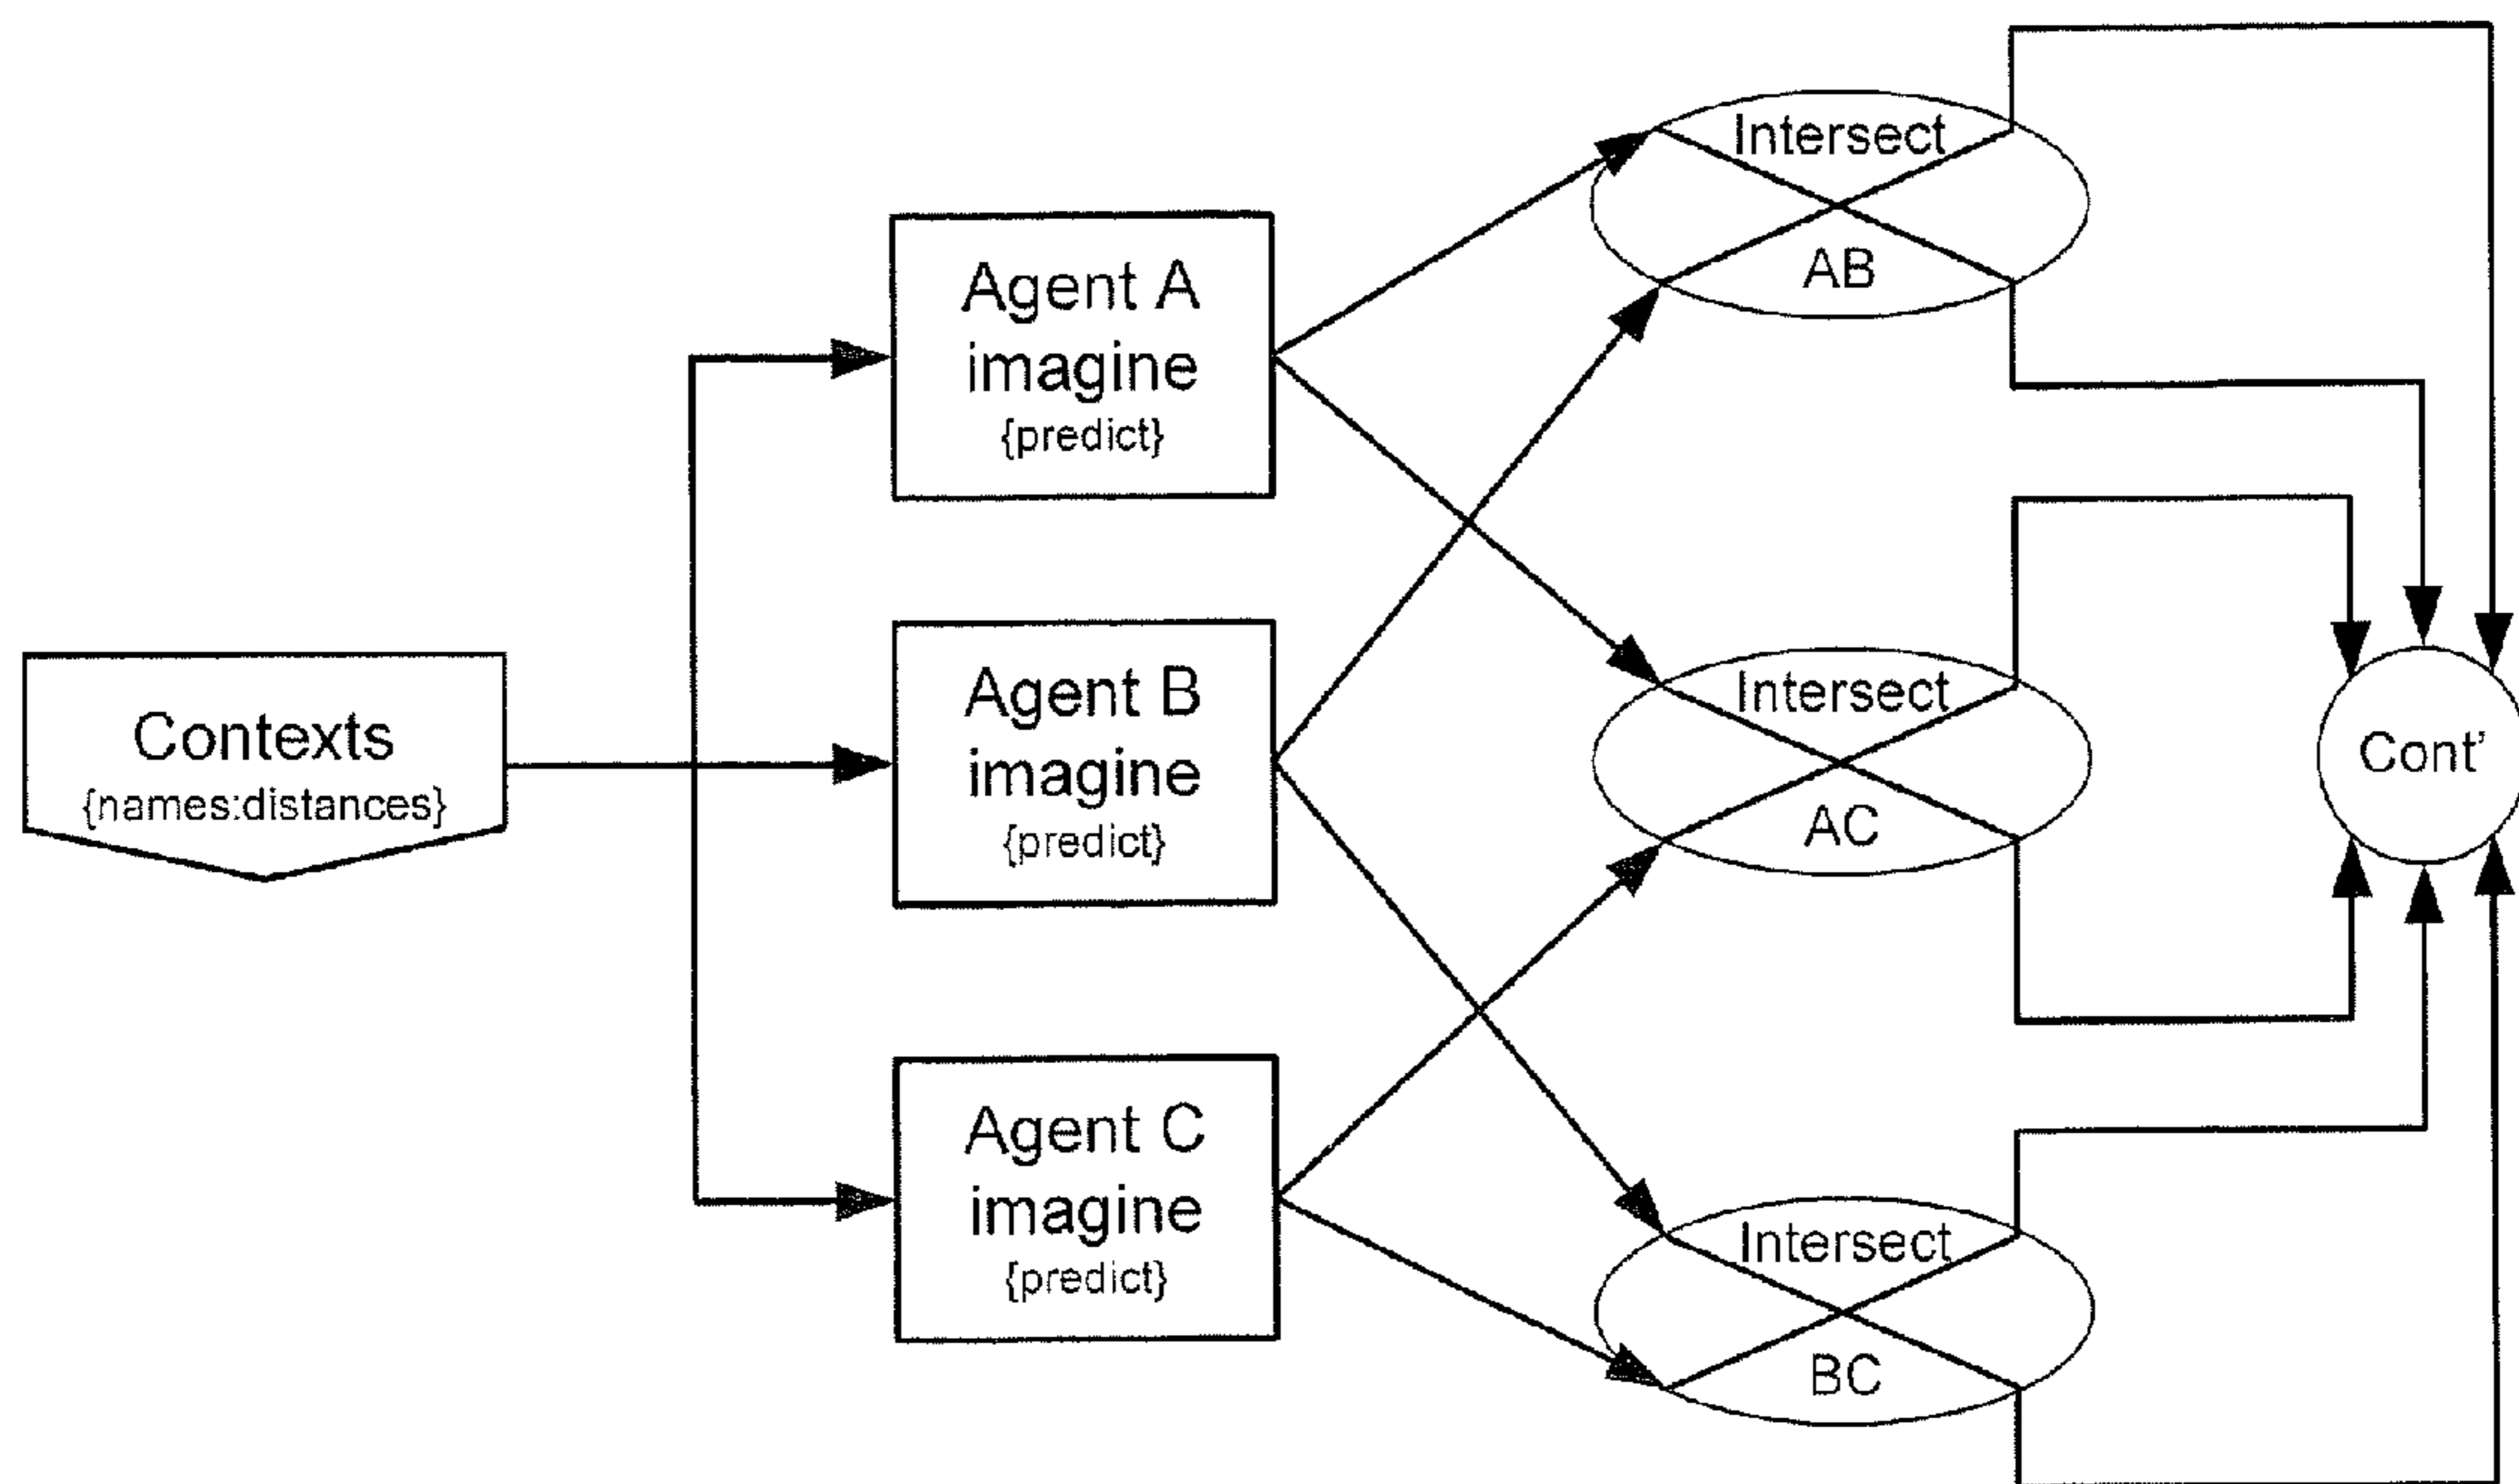 Contexts
{names:distances}
Agent A
imagine
{predict}
Agent B
imagine
{predict}
Agent C
imagine
{predict}
Intersect
AB
Intersect
AC
Intersect
BC
Cont'